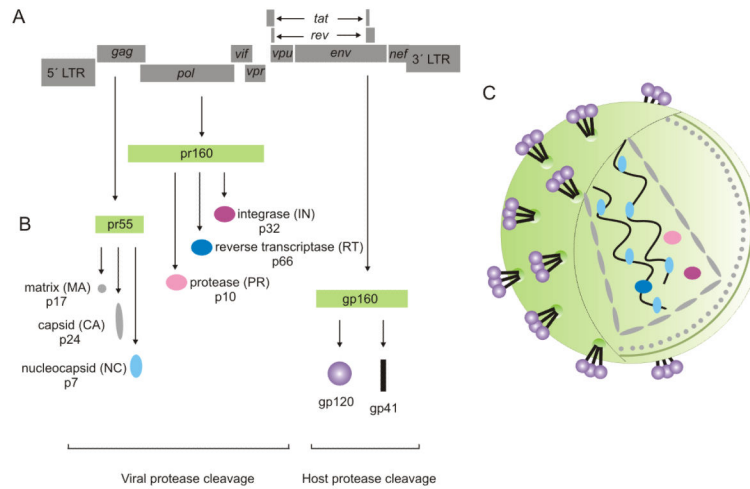 A
tat
rev
gag
vif
vpu
env
nef
5´ LTR
pol
vpr
3´ LTR
C
pr160
B
pr55
integrase (IN)
p32
reverse transcriptase (RT)
p66
protease (PR)
p10
matrix (MA)
p17
capsid (CA)
p24
nucleocapsid (NC)
p7
gp160
gp120
gp41
Viral protease cleavage
Host protease cleavage